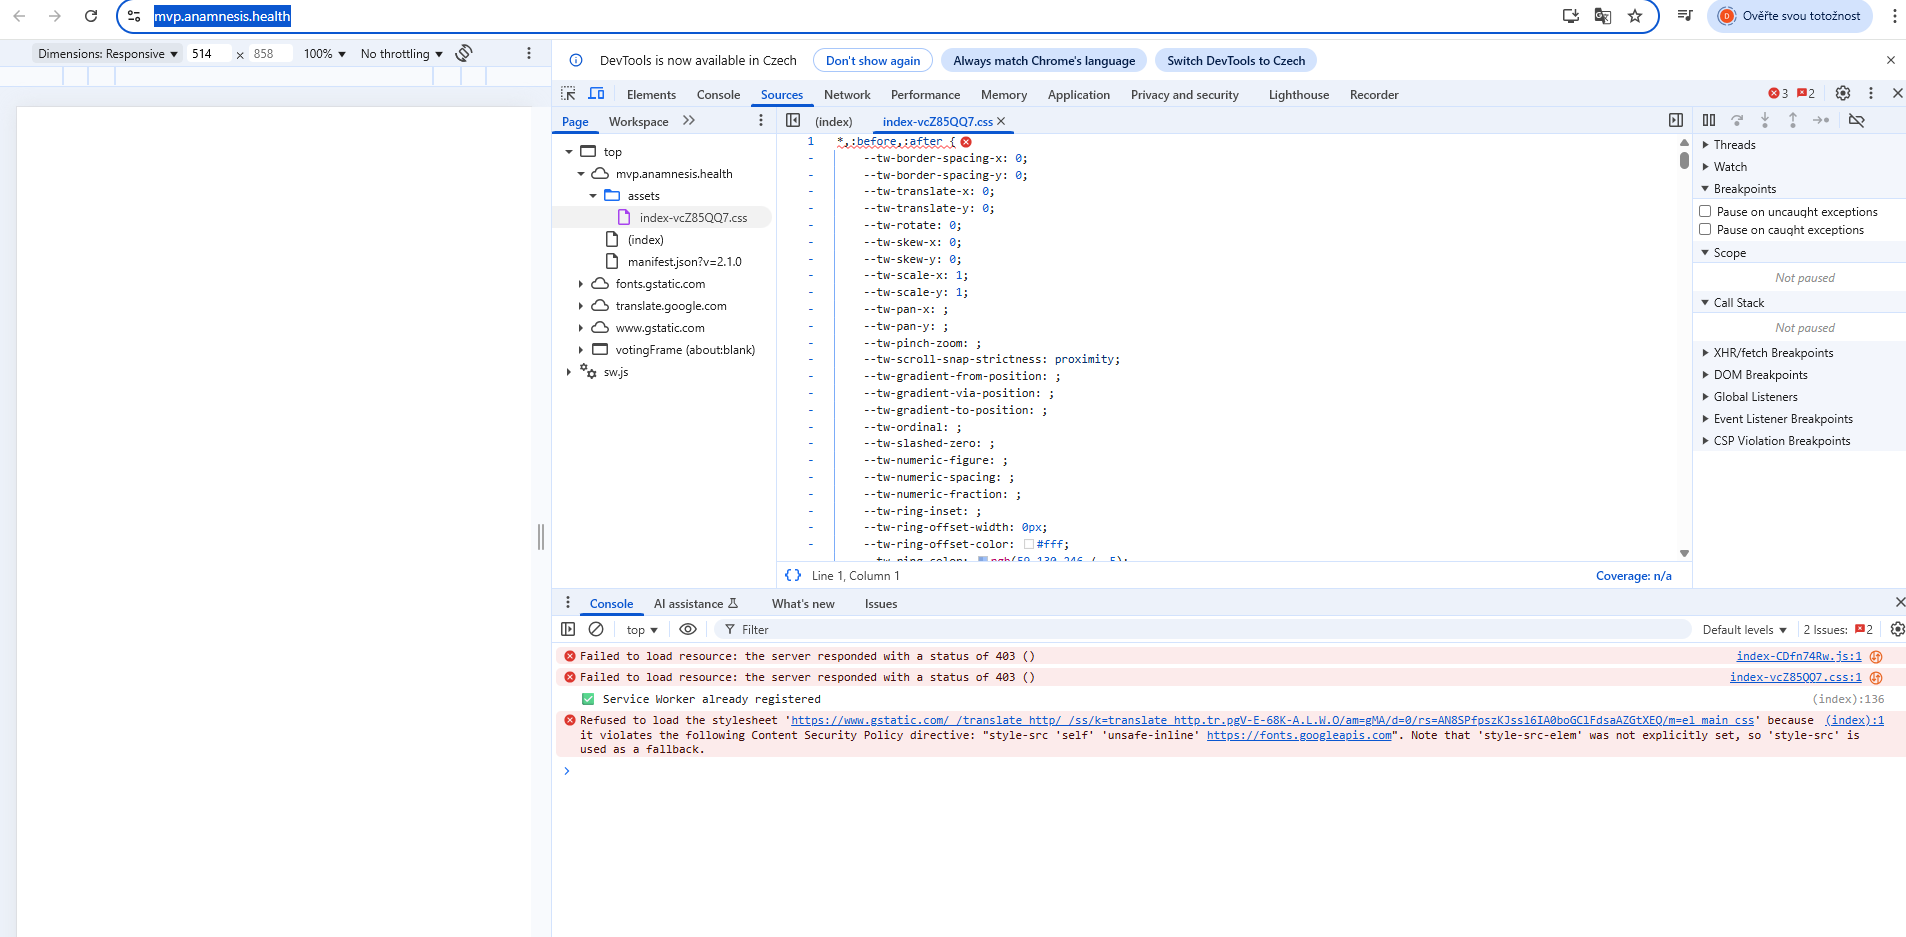 mvp.anamnesis.health
Ověřte svou totožnost
Dimensions: Responsive
514
×
858
100%
No throttling
DevTools is now available in Czech
Don't show again
Always match Chrome's language
Switch DevTools to Czech
Elements
Console
Sources
Network
Performance
Memory
Application
Privacy and security
Lighthouse
Recorder
3
2
Page
Workspace
(index)
index-vcZ85QQ7.css
top
mvp.anamnesis.health
assets
index-vcZ85QQ7.css
(index)
manifest.json?v=2.1.0
fonts.gstatic.com
translate.google.com
www.gstatic.com
votingFrame (about:blank)
sw.js
1 *,:before,:after {
- --tw-border-spacing-x: 0;
- --tw-border-spacing-y: 0;
- --tw-translate-x: 0;
- --tw-translate-y: 0;
- --tw-rotate: 0;
- --tw-skew-x: 0;
- --tw-skew-y: 0;
- --tw-scale-x: 1;
- --tw-scale-y: 1;
- --tw-pan-x: ;
- --tw-pan-y: ;
- --tw-pinch-zoom: ;
- --tw-scroll-snap-strictness: proximity;
- --tw-gradient-from-position: ;
- --tw-gradient-via-position: ;
- --tw-gradient-to-position: ;
- --tw-ordinal: ;
- --tw-slashed-zero: ;
- --tw-numeric-figure: ;
- --tw-numeric-spacing: ;
- --tw-numeric-fraction: ;
- --tw-ring-inset: ;
- --tw-ring-offset-width: 0px;
- --tw-ring-offset-color: #fff;
- --tw-ring-color: rgb(59 130 246 / .5);
Line 1, Column 1
Coverage: n/a
Threads
Watch
Breakpoints
Pause on uncaught exceptions
Pause on caught exceptions
Scope
Not paused
Call Stack
Not paused
XHR/fetch Breakpoints
DOM Breakpoints
Global Listeners
Event Listener Breakpoints
CSP Violation Breakpoints
Console
AI assistance
What's new
Issues
top
Filter
Default levels
2 Issues:
2
Failed to load resource: the server responded with a status of 403 ()
index-CDfn74Rw.js:1
Failed to load resource: the server responded with a status of 403 ()
index-vcZ85QQ7.css:1
Service Worker already registered
(index):136
Refused to load the stylesheet 'https://www.gstatic.com/_/translate_http/_/ss/k=translate_http.tr.pgV-E-68K-A.L.W.O/am=gMA/d=0/rs=AN8SPfpszKJssl6IA0boGClFdsaAZGtXEQ/m=el_main_css' because
(index):1
it violates the following Content Security Policy directive: "style-src 'self' 'unsafe-inline' https://fonts.googleapis.com". Note that 'style-src-elem' was not explicitly set, so 'style-src' is
used as a fallback.